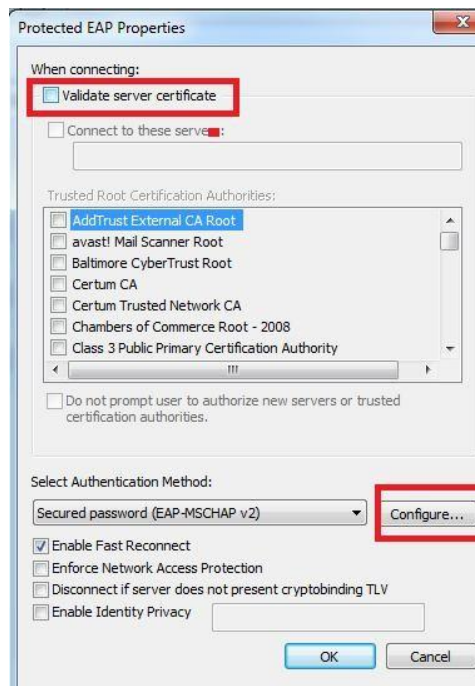 Protected EAP Properties
When connecting:
Validate server certificate
Connect to these servers:
Trusted Root Certification Authorities:
AddTrust External CA Root
avast! Mail Scanner Root
Baltimore CyberTrust Root
Certum CA
Certum Trusted Network CA
Chambers of Commerce Root - 2008
Class 3 Public Primary Certification Authority
Do not prompt user to authorize new servers or trusted
certification authorities.
Select Authentication Method:
Secured password (EAP-MSCHAP v2)
Configure...
Enable Fast Reconnect
Enforce Network Access Protection
Disconnect if server does not present cryptobinding TLV
Enable Identity Privacy
OK Cancel